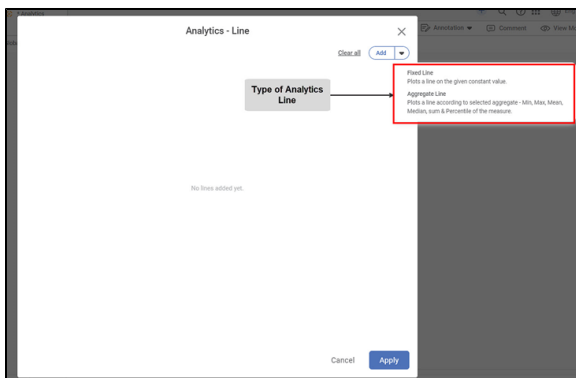 Analytics
Analytics - Line
Annotation
Comment
Clear all
Add
Fixed Line
Plots a line on the given constant value.
Aggregate Line
Plots a line according to selected aggregate - Min, Max, Mean,
Median, sum & Percentile of the measure.
Type of Analytics
Line
No lines added yet.
Cancel
Apply